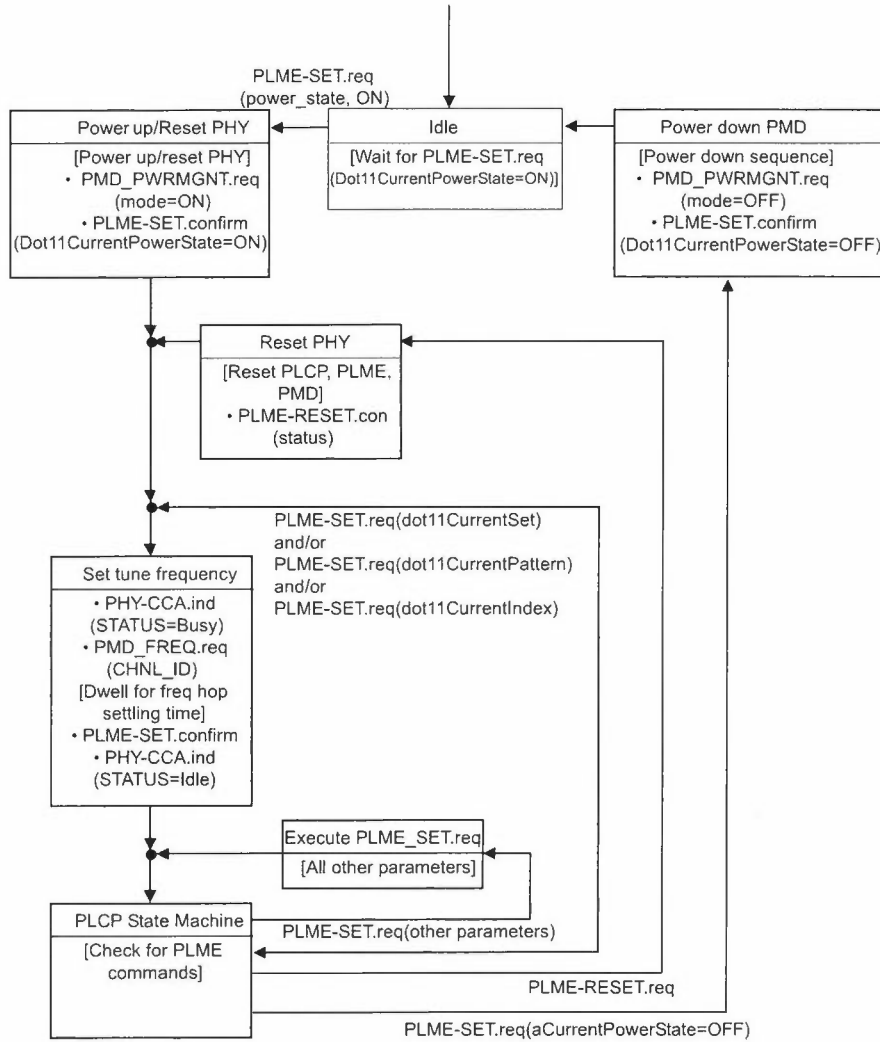 PLME-SET.req
(power_state, ON)
Power up/Reset PHY
[Power up/reset PHY]
• PMD_PWRMGNT.req
(mode=ON)
• PLME-SET.confirm
(Dot11CurrentPowerState=ON)
Idle
[Wait for PLME-SET.req
(Dot11CurrentPowerState=ON)]
Power down PMD
[Power down sequence]
• PMD_PWRMGNT.req
(mode=OFF)
• PLME-SET.confirm
(Dot11CurrentPowerState=OFF)
Reset PHY
[Reset PLCP, PLME,
PMD]
• PLME-RESET.con
(status)
PLME-SET.req(dot11CurrentSet)
and/or
PLME-SET.req(dot11CurrentPattern)
and/or
PLME-SET.req(dot11CurrentIndex)
Set tune frequency
• PHY-CCA.ind
(STATUS=Busy)
• PMD_FREQ.req
(CHNL_ID)
[Dwell for freq hop
settling time]
• PLME-SET.confirm
• PHY-CCA.ind
(STATUS=Idle)
Execute PLME_SET.req
[All other parameters]
PLCP State Machine
[Check for PLME
commands]
PLME-SET.req(other parameters)
PLME-RESET.req
PLME-SET.req(aCurrentPowerState=OFF)